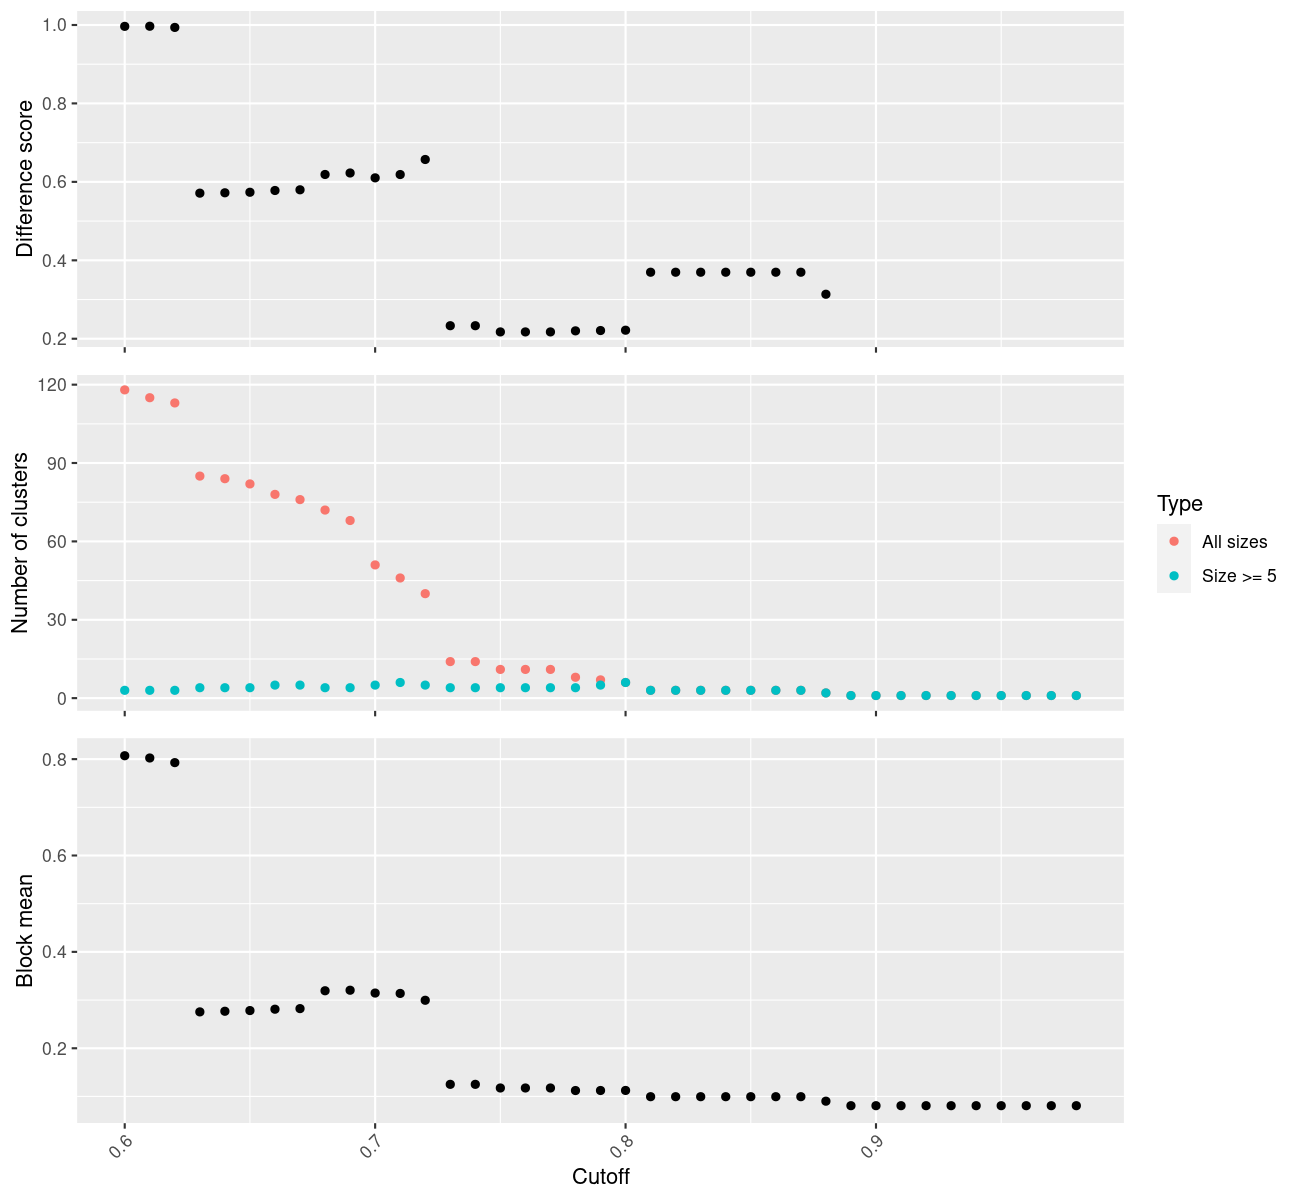 Difference score
1.0
0.8
0.6
0.4
0.2
Number of clusters
120
90
60
30
0
Type
All sizes
Size >= 5
Block mean
0.8
0.6
0.4
0.2
0.6
0.7
0.8
0.9
Cutoff